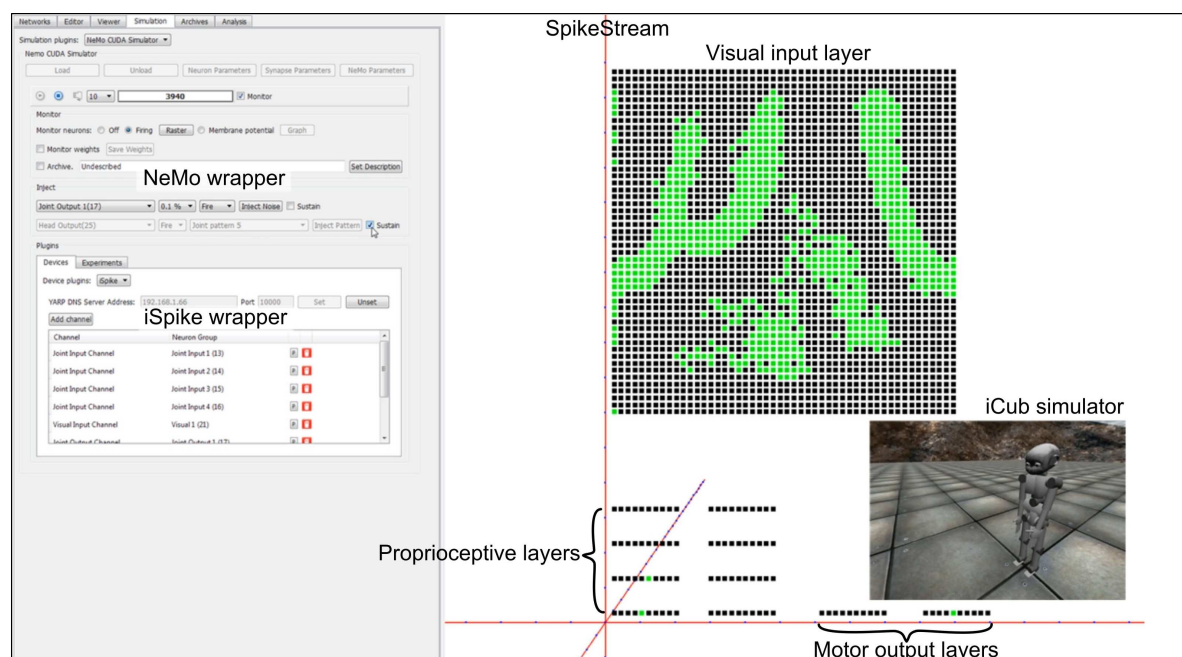 Networks Editor Viewer Simulation Archives Analysis
Simulation plugins: NeMo CUDA Simulator
Nemo CUDA Simulator
Load Unload Neuron Parameters Synapse Parameters NeMo Parameters
10 3940 Monitor
Monitor
Monitor neurons: Off Firing Raster Membrane potential Graph
Monitor weights Save Weights
Archive. Undescribed Set Description
NeMo wrapper
Inject
Joint Output 1(17) 0.1 % Fire Inject Noise Sustain
Head Output(25) Fire Joint pattern 5 Inject Pattern Sustain
Plugins
Devices Experiments
Device plugins: iSpike
YARP DNS Server Address: 192.168.1.66 Port 10000 Set Unset
Add channel
iSpike wrapper
Channel Neuron Group
Joint Input Channel Joint Input 1 (13)
Joint Input Channel Joint Input 2 (14)
Joint Input Channel Joint Input 3 (15)
Joint Input Channel Joint Input 4 (16)
Visual Input Channel Visual 1 (21)
Joint Output Channel Joint Output 1 (17)
SpikeStream
Visual input layer
iCub simulator
Proprioceptive layers
Motor output layers